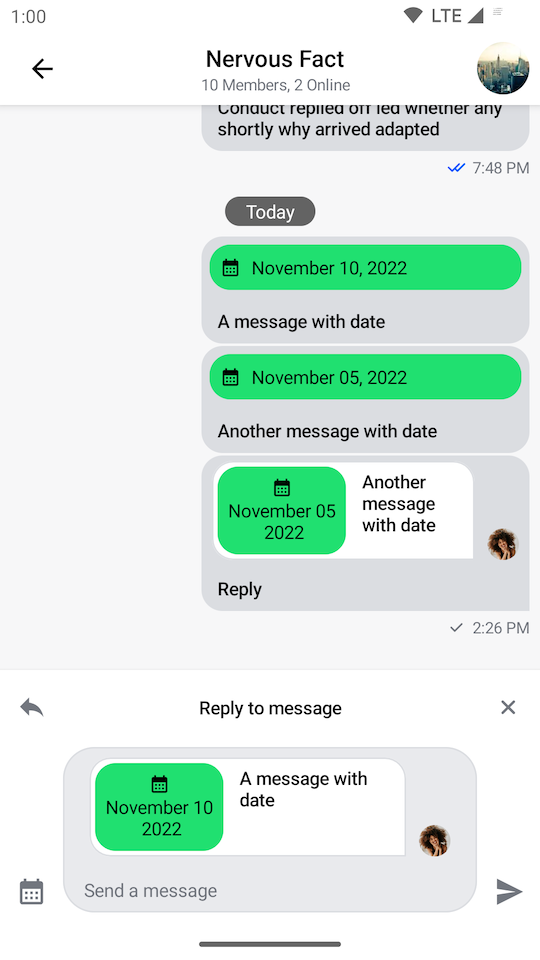 1:00
LTE
Nervous Fact
10 Members, 2 Online
Conduct replied off led whether any
shortly why arrived adapted
7:48 PM
Today
November 10, 2022
A message with date
November 05, 2022
Another message with date
November 05
2022
Another
message
with date
Reply
2:26 PM
Reply to message
November 10
2022
A message with
date
Send a message